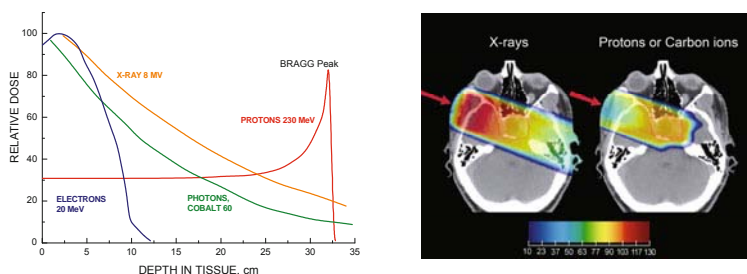 100
80
60
40
20
0
RELATIVE DOSE
0 5 10 15 20 25 30 35
DEPTH IN TISSUE, cm
X-RAY 8 MV
BRAGG Peak
PROTONS 230 MeV
ELECTRONS
20 MeV
PHOTONS,
COBALT 60
X-rays
Protons or Carbon ions
10 23 37 50 63 77 90 103 117 130